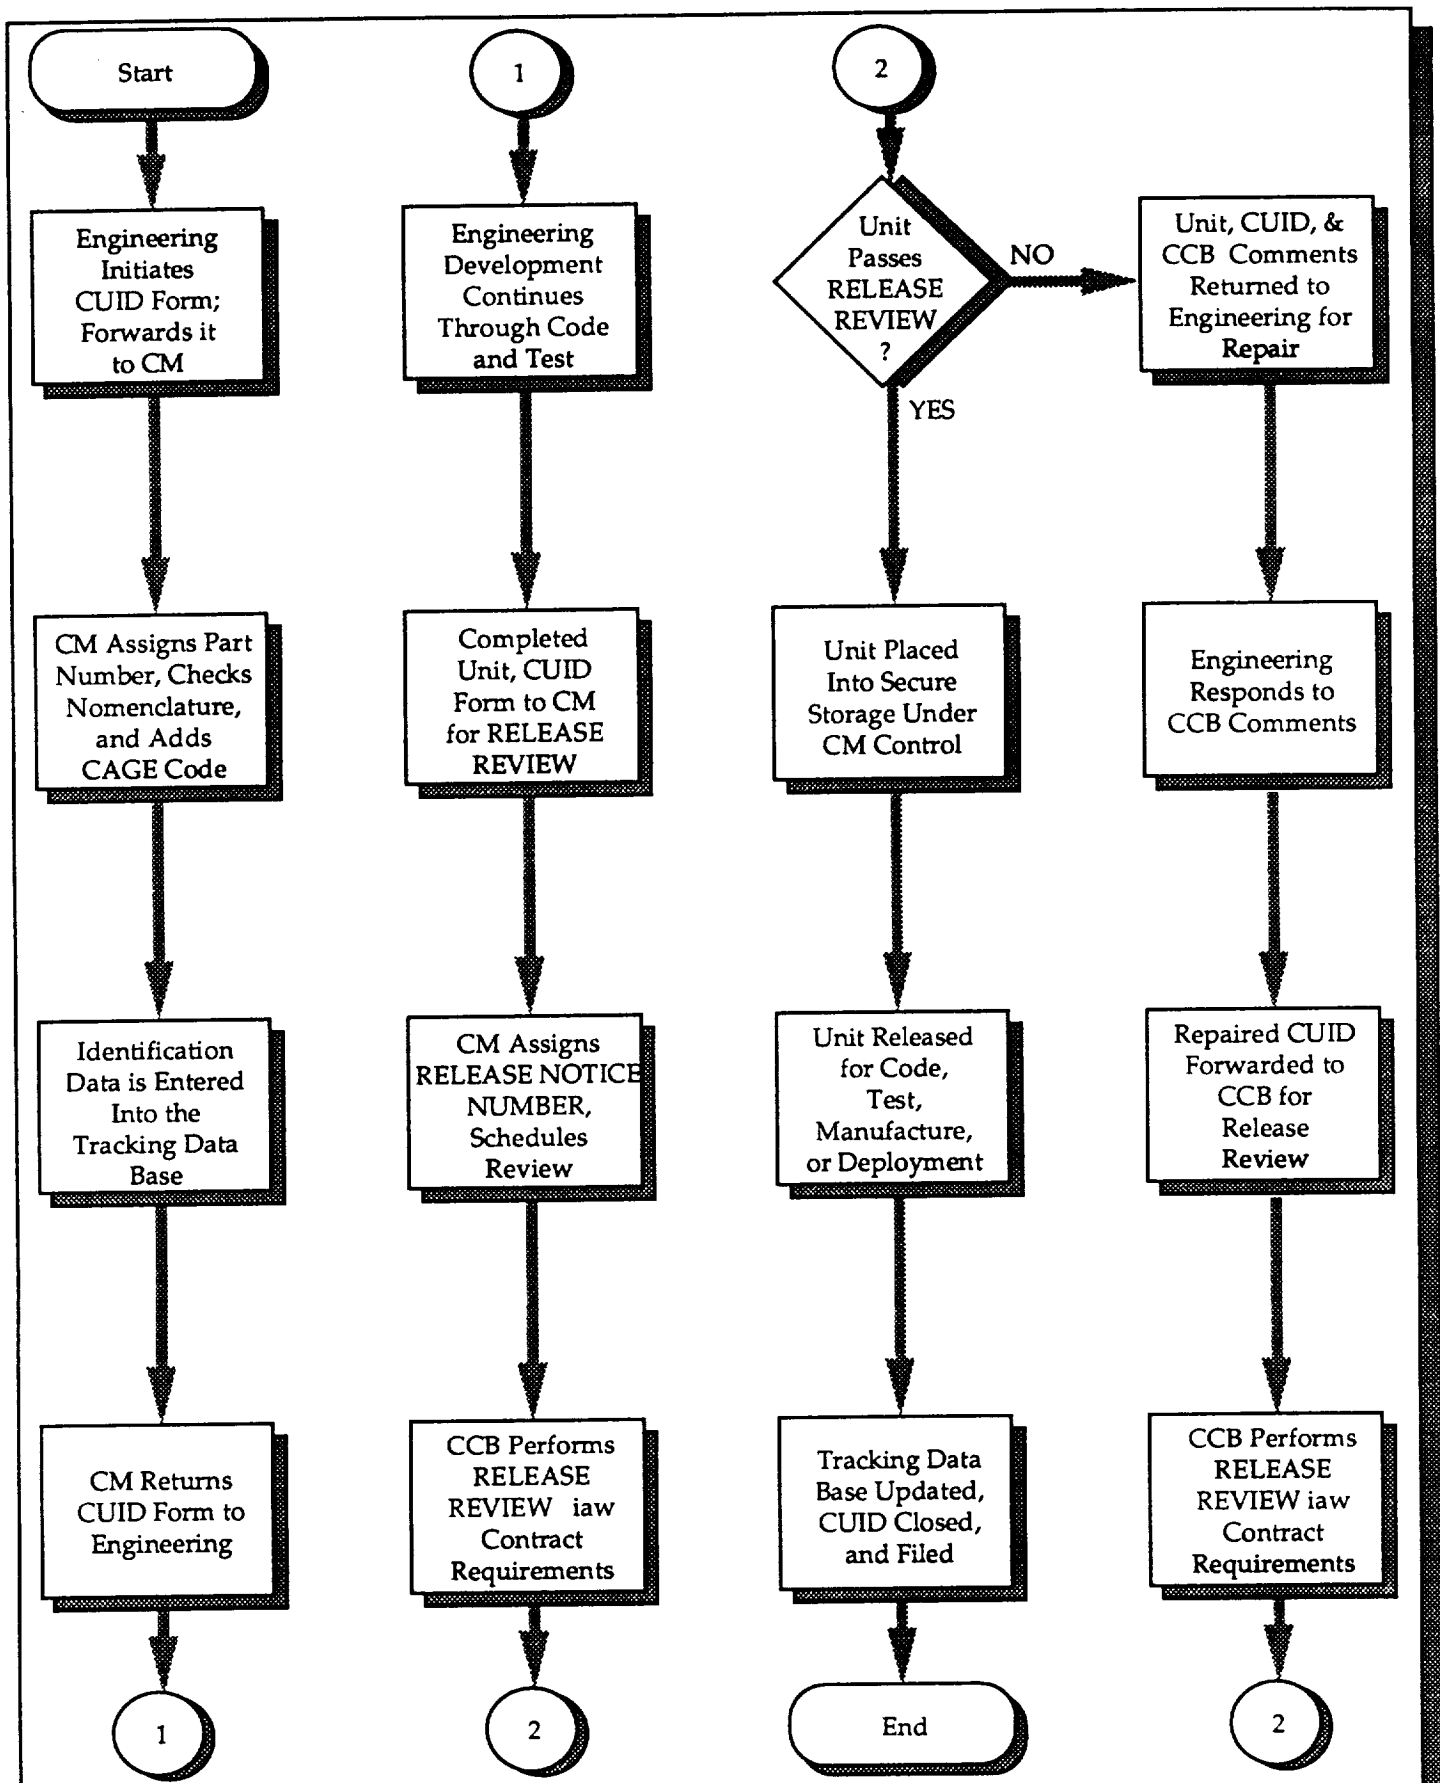 Start
Engineering
Initiates
CUID Form;
Forwards it
to CM
CM Assigns Part
Number, Checks
Nomenclature,
and Adds
CAGE Code
Identification
Data is Entered
Into the
Tracking Data
Base
CM Returns
CUID Form to
Engineering
1
1
Engineering
Development
Continues
Through Code
and Test
Completed
Unit, CUID
Form to CM
for RELEASE
REVIEW
CM Assigns
RELEASE NOTICE
NUMBER,
Schedules
Review
CCB Performs
RELEASE
REVIEW iaw
Contract
Requirements
2
2
Unit
Passes
RELEASE
REVIEW
?
NO
YES
Unit Placed
Into Secure
Storage Under
CM Control
Unit Released
for Code,
Test,
Manufacture,
or Deployment
Tracking Data
Base Updated,
CUID Closed,
and Filed
End
Unit, CUID, &
CCB Comments
Returned to
Engineering for
Repair
Engineering
Responds to
CCB Comments
Repaired CUID
Forwarded to
CCB for
Release
Review
CCB Performs
RELEASE
REVIEW iaw
Contract
Requirements
2